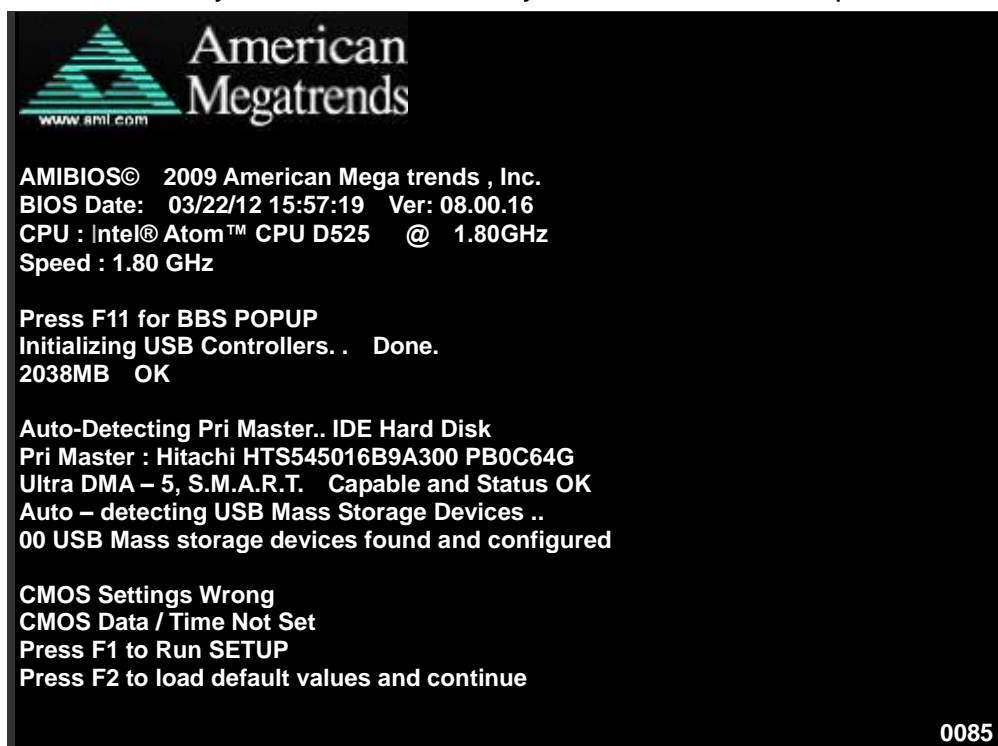 American
Megatrends
www.ami.com
AMIBIOS© 2009 American Mega trends , Inc.
BIOS Date: 03/22/12 15:57:19 Ver: 08.00.16
CPU : Intel® Atom™ CPU D525 @ 1.80GHz
Speed : 1.80 GHz
Press F11 for BBS POPUP
Initializing USB Controllers. . Done.
2038MB OK
Auto-Detecting Pri Master.. IDE Hard Disk
Pri Master : Hitachi HTS545016B9A300 PB0C64G
Ultra DMA – 5, S.M.A.R.T. Capable and Status OK
Auto – detecting USB Mass Storage Devices ..
00 USB Mass storage devices found and configured
CMOS Settings Wrong
CMOS Data / Time Not Set
Press F1 to Run SETUP
Press F2 to load default values and continue
0085